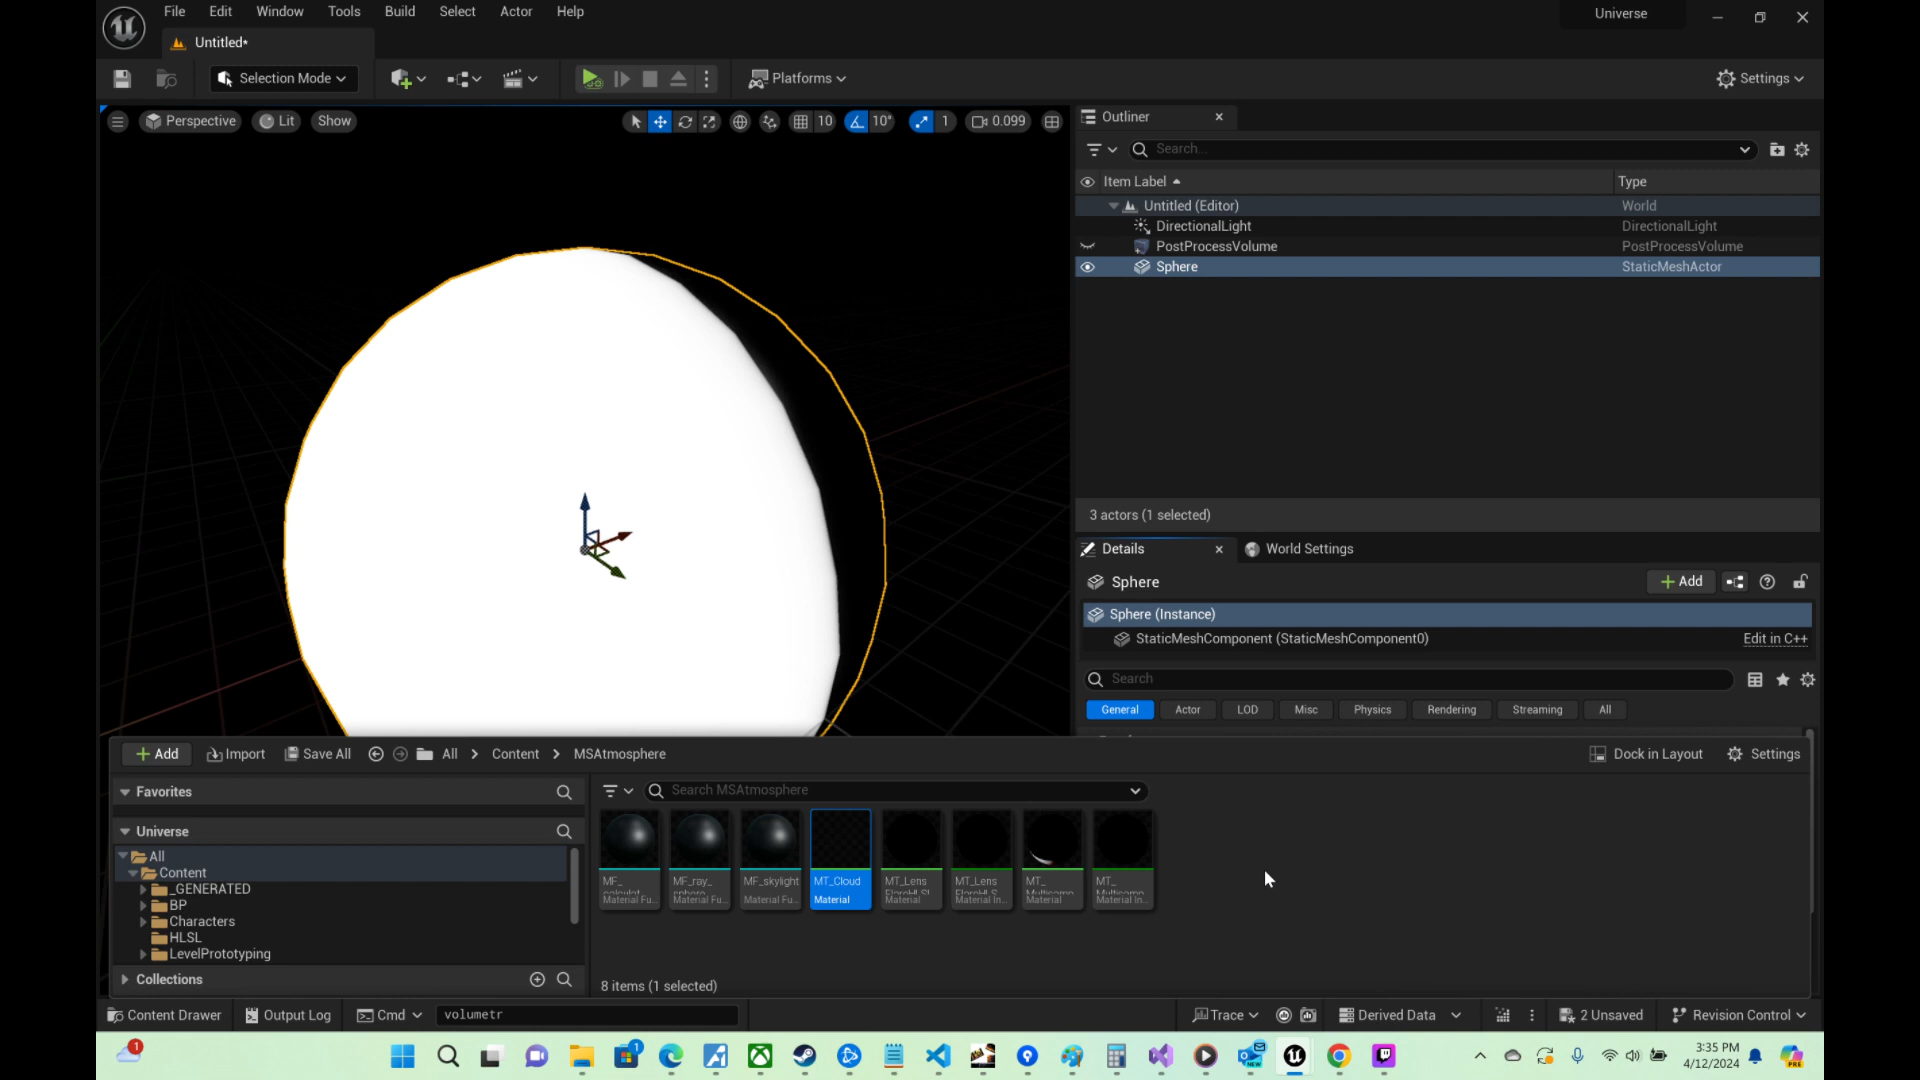 File Edit Window Tools Build Select Actor Help
Universe
Untitled*
Selection Mode
Platforms
Settings
Perspective Lit Show
10 10° 1 0.099
Outliner
Search...
Item Label Type
Untitled (Editor) World
DirectionalLight DirectionalLight
PostProcessVolume PostProcessVolume
Sphere StaticMeshActor
3 actors (1 selected)
Details World Settings
Sphere
Add
Sphere (Instance)
StaticMeshComponent (StaticMeshComponent0) Edit in C++
Search
General Actor LOD Misc Physics Rendering Streaming All
Add Import Save All All Content MSAtmosphere
Dock in Layout Settings
Favorites
Search MSAtmosphere
Universe
All
Content
_GENERATED
BP
Characters
HLSL
LevelPrototyping
Collections
MF_
Material Fu...
MF_ray_
Material Fu...
MF_skylight
Material Fu...
MT_Cloud
Material
MT_Lens
Material
MT_Lens
Material In...
MT_
Material
MT_
Material In...
8 items (1 selected)
Content Drawer Output Log Cmd volumetr
Trace Derived Data 2 Unsaved Revision Control
1
1
NEW
3:35 PM
4/12/2024
PRE